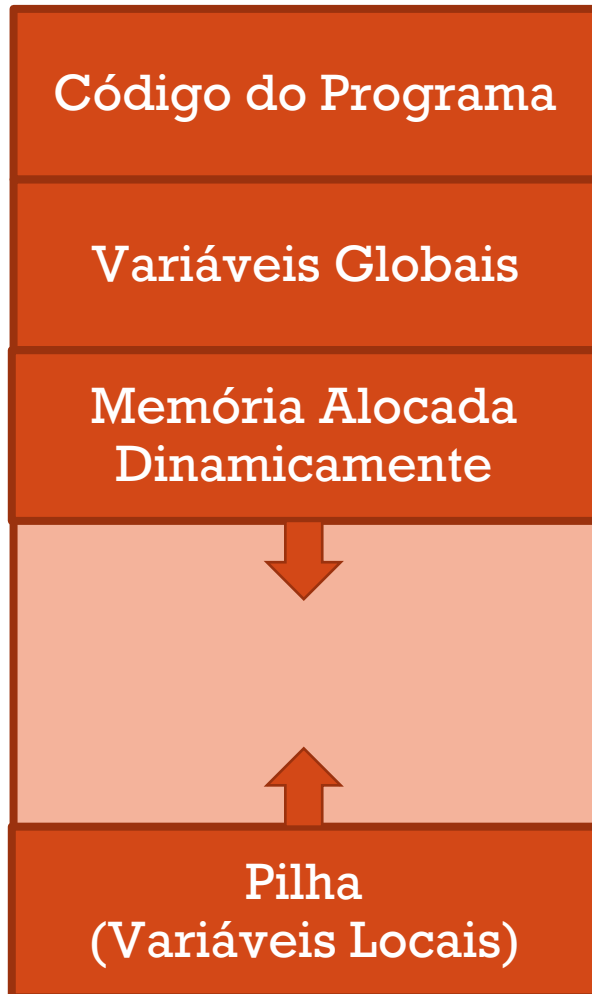 Código do Programa
Variáveis Globais
Memória Alocada
Dinamicamente
Pilha
(Variáveis Locais)